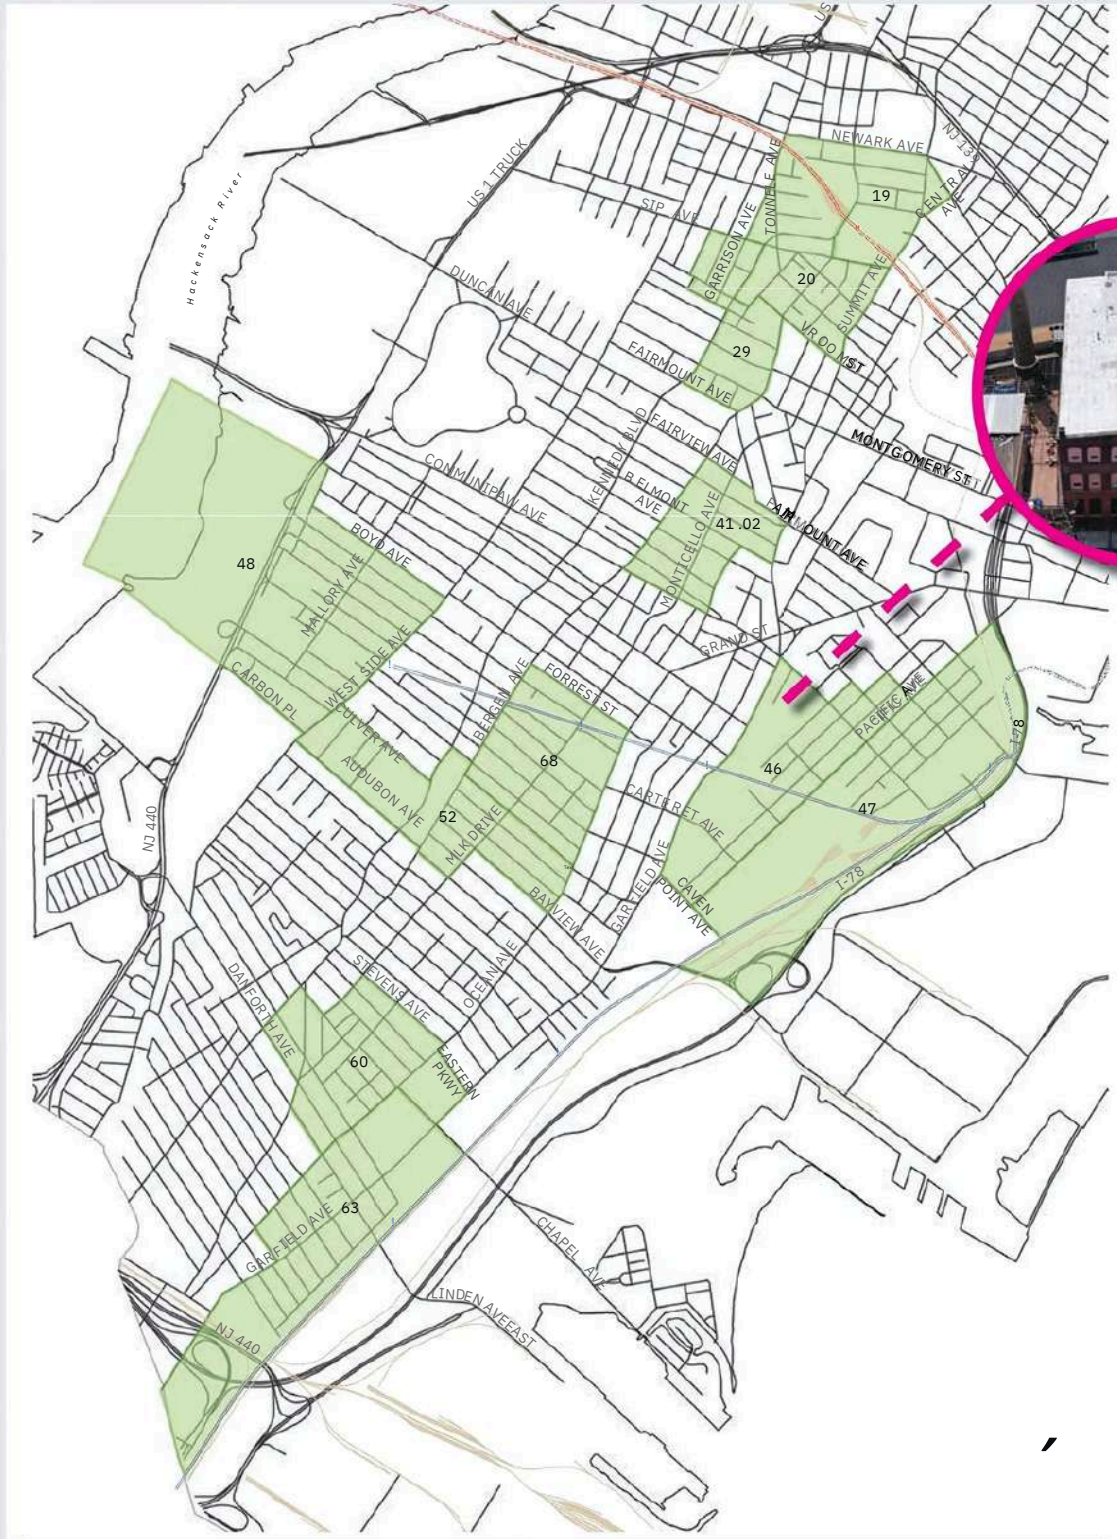 US
NEWARK AVE
NJ 139
US 1 TRUCK
TONNELE AVE
19
CENTRAL
AVE
SIP AVE
Hackensack River
GARRISON AVE
20
SUMMIT AVE
DUNCAN AVE
VROOM ST
29
FAIRMOUNT AVE
KENNEDY BLVD
FAIRVIEW AVE
MONTGOMERY ST
COMMUNIPAW AVE
BELMONT
AVE
MONTICELLO AVE
41.02
FAIRMOUNT AVE
BOYD AVE
48
MALLORY AVE
GRAND ST
WEST SIDE AVE
CARBON PL
BERGEN AVE
FORREST ST
PACIFIC AVE
CULVER AVE
I-78
68
46
AUDUBON AVE
52
CARTERET AVE
47
NJ 440
MLK DRIVE
GARFIELD AVE
I-78
CAVEN
POINT AVE
BAYVIEW AVE
OCEAN AVE
STEVENS AVE
DANFORTH AVE
60
EASTERN
PKWY
63
GARFIELD AVE
CHAPEL AVE
LINDEN AVE EAST
NJ 440